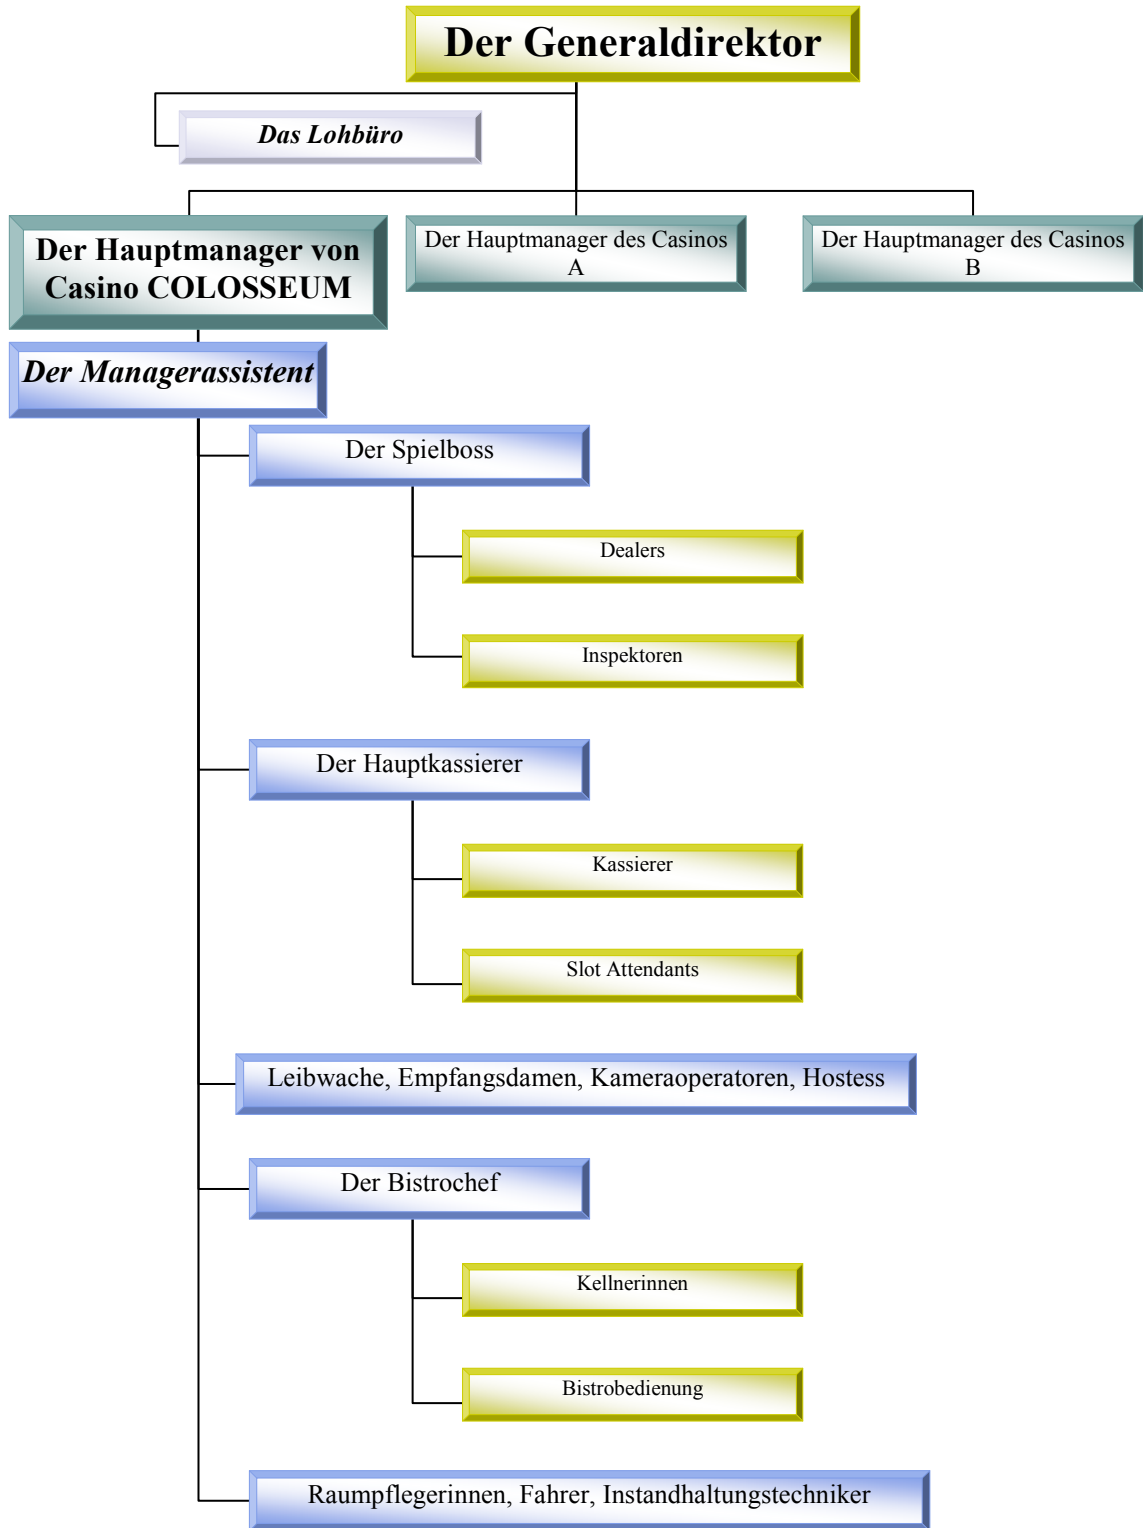 Der Generaldirektor
Das Lohbüro
Der Hauptmanager von
Casino COLOSSEUM
Der Hauptmanager des Casinos
A
Der Hauptmanager des Casinos
B
Der Managerassistent
Der Spielboss
Dealers
Inspektoren
Der Hauptkassierer
Kassierer
Slot Attendants
Leibwache, Empfangsdamen, Kameraoperatoren, Hostess
Der Bistrochef
Kellnerinnen
Bistrobedienung
Raumpflegerinnen, Fahrer, Instandhaltungstechniker